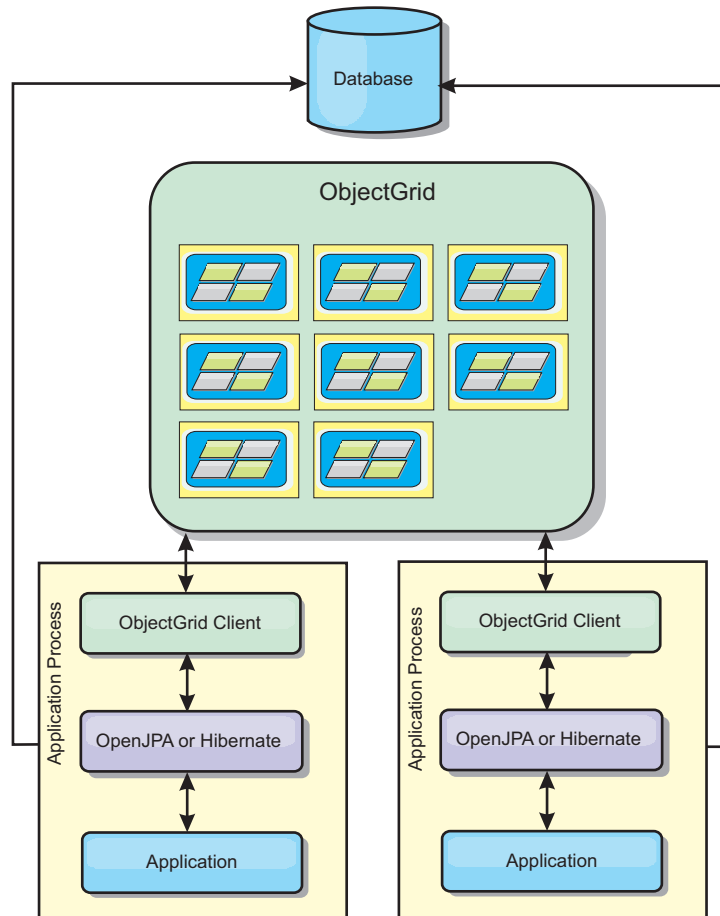 Database
ObjectGrid
Application Process
ObjectGrid Client
OpenJPA or Hibernate
Application
Application Process
ObjectGrid Client
OpenJPA or Hibernate
Application